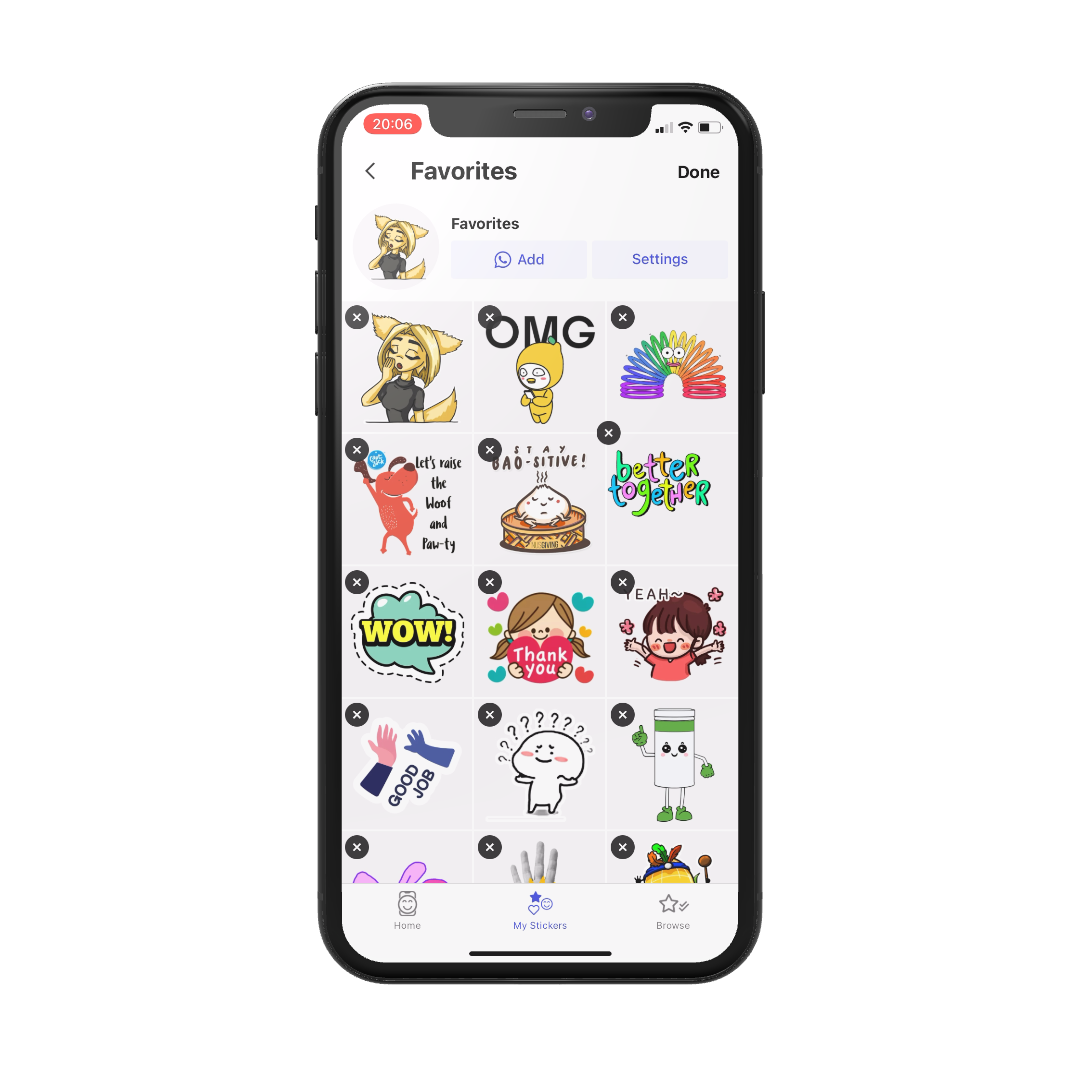 20:06
Favorites
Done
Favorites
Add
Settings
OMG
Let's raise
the
Woof
and
Paw-ty
STAY
BAO-SITIVE!
GIVING
better
together
WOW!
Thank
you
YEAH~
GOOD
JOB
? ? ? ? ? ? ? ? ? ?
Home
My Stickers
Browse